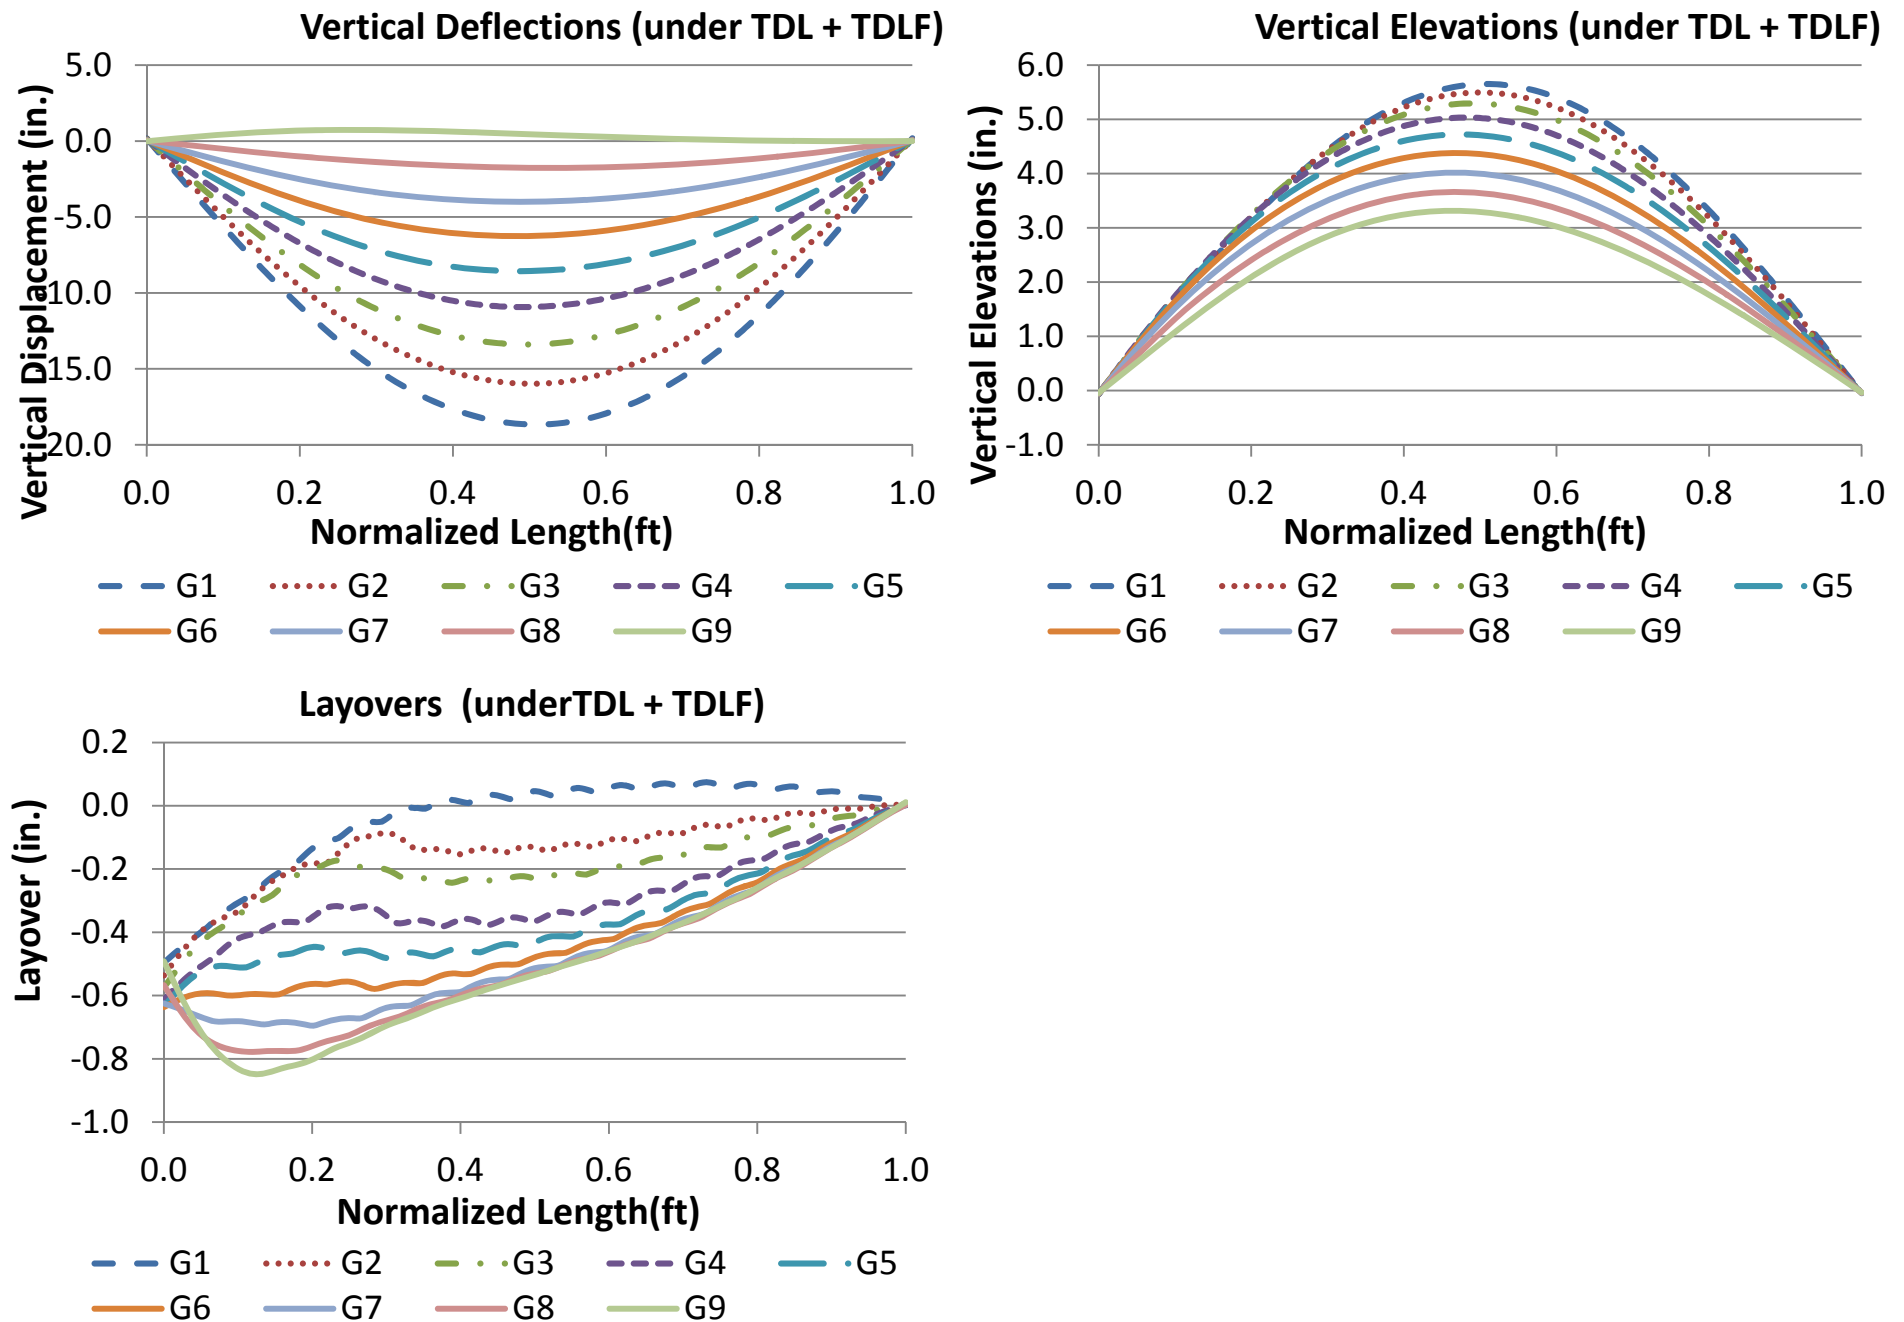 Vertical Deflections (under TDL + TDLF)
5.0
0.0
-5.0
-10.0
-15.0
-20.0
Vertical Displacement (in.)
0.0 0.2 0.4 0.6 0.8 1.0
Normalized Length(ft)
G1 G2 G3 G4 G5
G6 G7 G8 G9
Vertical Elevations (under TDL + TDLF)
6.0
5.0
4.0
3.0
2.0
1.0
0.0
-1.0
Vertical Elevations (in.)
0.0 0.2 0.4 0.6 0.8 1.0
Normalized Length(ft)
G1 G2 G3 G4 G5
G6 G7 G8 G9
Layovers (underTDL + TDLF)
0.2
0.0
-0.2
-0.4
-0.6
-0.8
-1.0
Layover (in.)
0.0 0.2 0.4 0.6 0.8 1.0
Normalized Length(ft)
G1 G2 G3 G4 G5
G6 G7 G8 G9